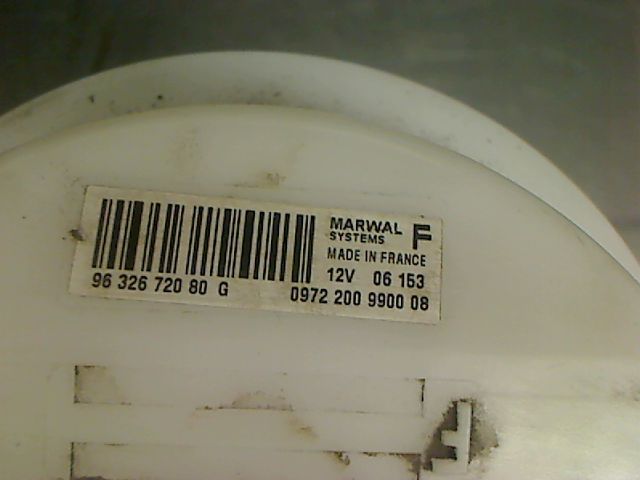 MARWAL
SYSTEMS F
MADE IN FRANCE
12V 06 153
96 326 720 80 G 0972 200 9900 08